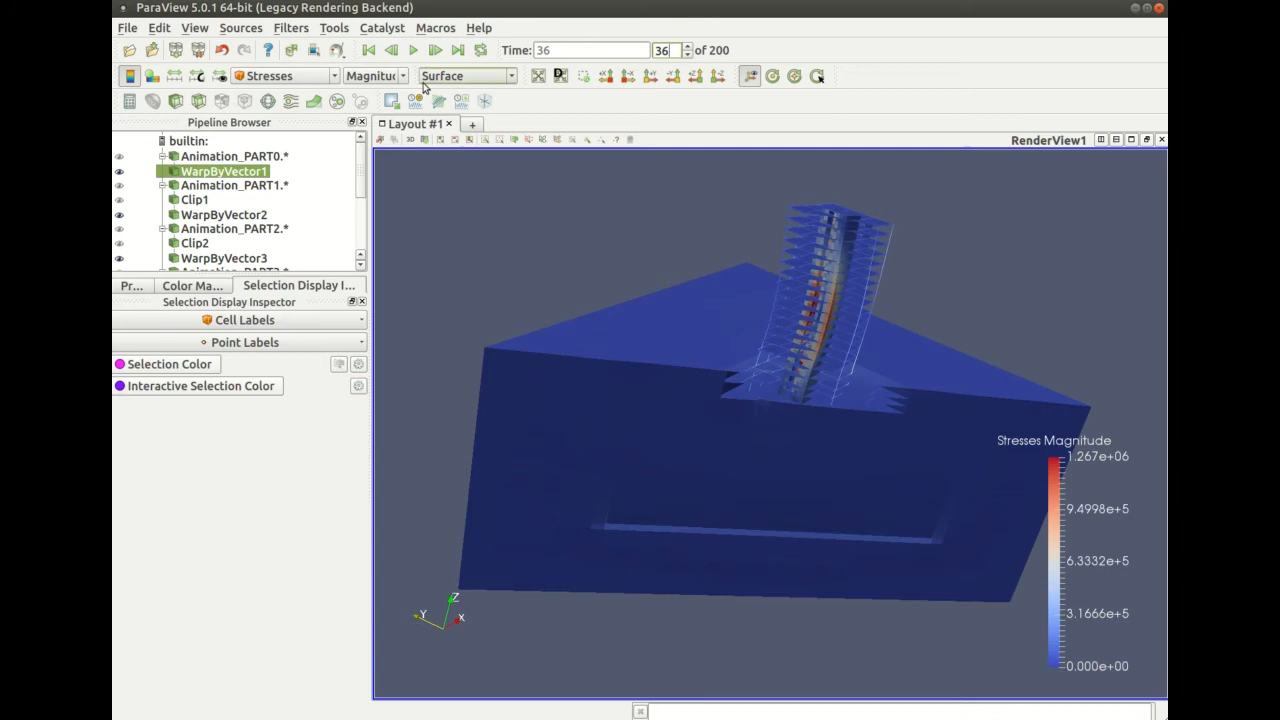 ParaView 5.0.1 64-bit (Legacy Rendering Backend)
File Edit View Sources Filters Tools Catalyst Macros Help
Time: 36 36 of 200
Stresses Magnitu Surface
Pipeline Browser
Layout #1
RenderView1
builtin:
Animation_PART0.*
WarpByVector1
Animation_PART1.*
Clip1
WarpByVector2
Animation_PART2.*
Clip2
WarpByVector3
Pr... Color Ma... Selection Display I...
Selection Display Inspector
Cell Labels
Point Labels
Selection Color
Interactive Selection Color
Stresses Magnitude
1.267e+06
9.4998e+5
6.3332e+5
3.1666e+5
0.000e+00
Z
Y
X
3D